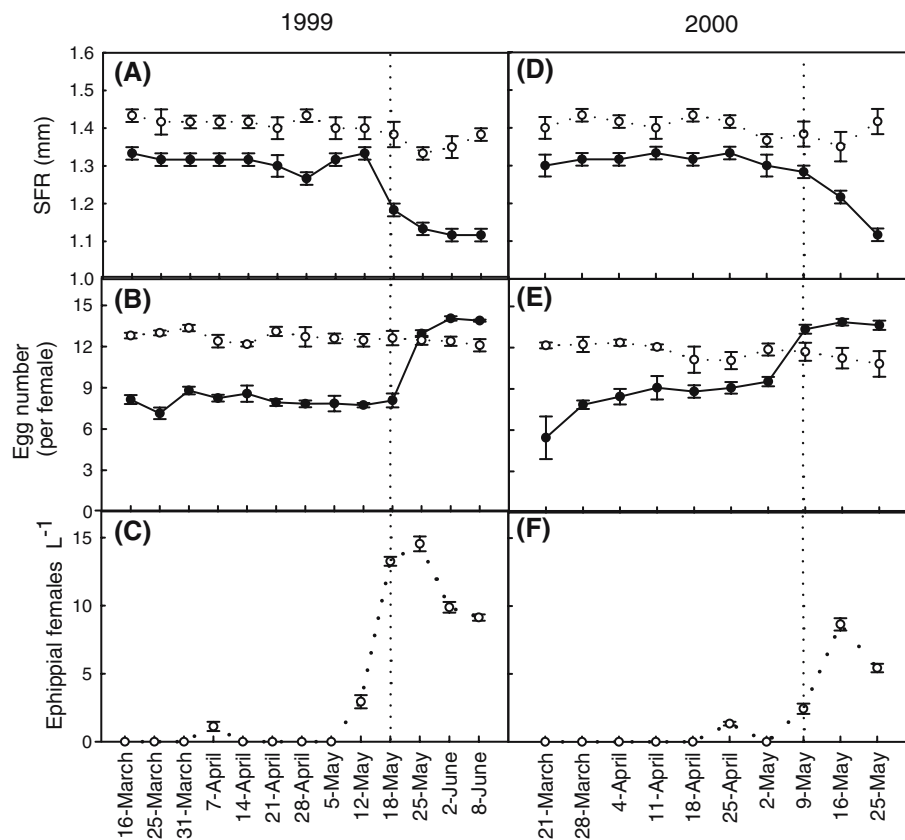 1999
2000
(A)
(D)
1.6
1.5
1.4
1.3
1.2
1.1
1.0
SFR (mm)
(B)
(E)
15
12
9
6
3
0
Egg number
(per female)
(C)
(F)
15
10
5
0
Ephippial females L-1
16-March
25-March
31-March
7-April
14-April
21-April
28-April
5-May
12-May
18-May
25-May
2-June
8-June
21-March
28-March
4-April
11-April
18-April
25-April
2-May
9-May
16-May
25-May